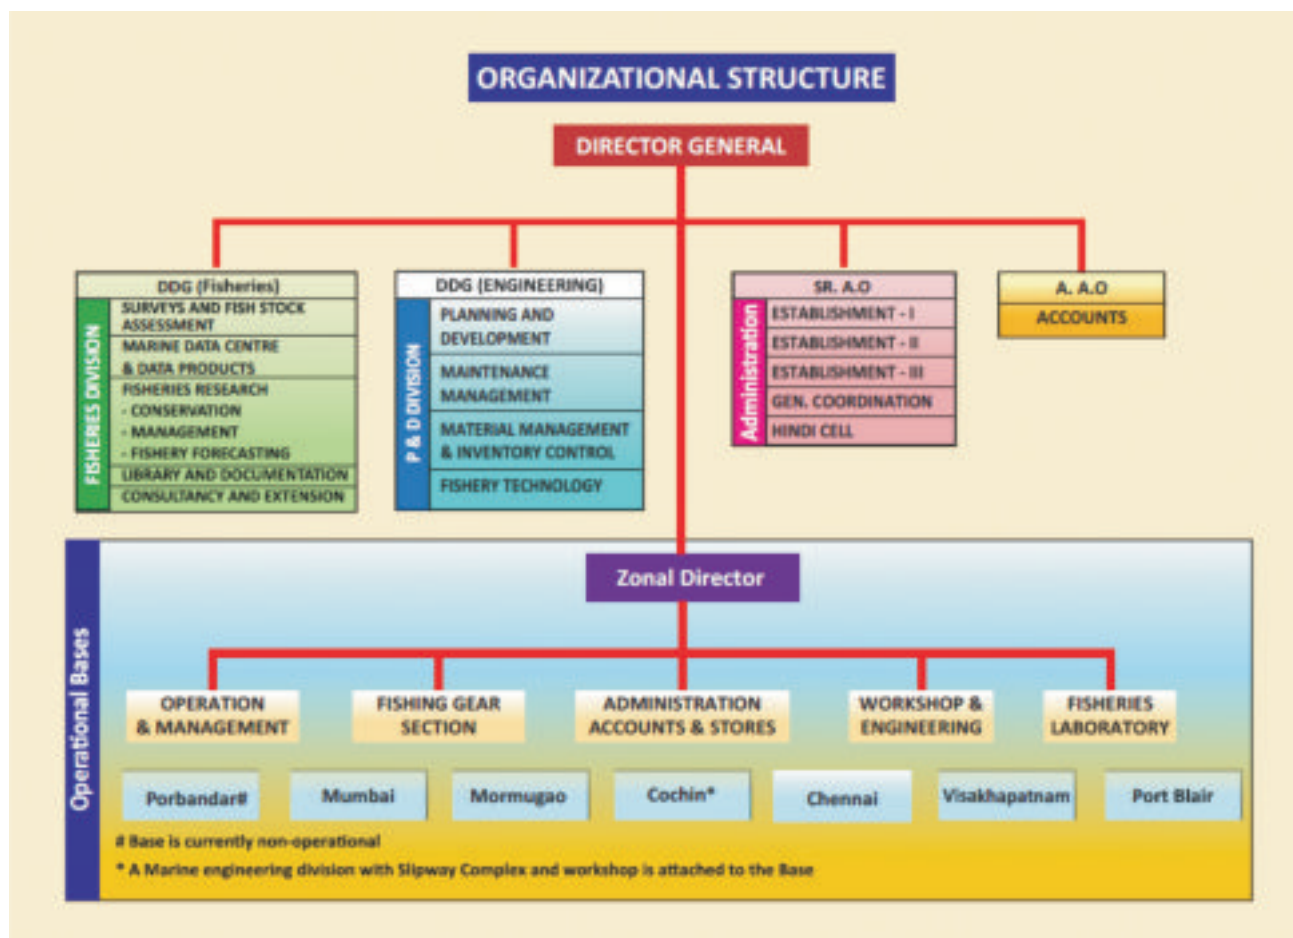 ORGANIZATIONAL STRUCTURE
DIRECTOR GENERAL
DDG (Fisheries)
FISHERIES DIVISION
SURVEYS AND FISH STOCK
ASSESSMENT
MARINE DATA CENTRE
& DATA PRODUCTS
FISHERIES RESEARCH
- CONSERVATION
- MANAGEMENT
- FISHERY FORECASTING
LIBRARY AND DOCUMENTATION
CONSULTANCY AND EXTENSION
DDG (ENGINEERING)
P & D DIVISION
PLANNING AND
DEVELOPMENT
MAINTENANCE
MANAGEMENT
MATERIAL MANAGEMENT
& INVENTORY CONTROL
FISHERY TECHNOLOGY
SR. A.O
Administration
ESTABLISHMENT - I
ESTABLISHMENT - II
ESTABLISHMENT - III
GEN. COORDINATION
HINDI CELL
A. A.O
ACCOUNTS
Operational Bases
Zonal Director
OPERATION
& MANAGEMENT
FISHING GEAR
SECTION
ADMINISTRATION
ACCOUNTS & STORES
WORKSHOP &
ENGINEERING
FISHERIES
LABORATORY
Porbandar#
Mumbai
Mormugao
Cochin*
Chennai
Visakhapatnam
Port Blair
# Base is currently non-operational
* A Marine engineering division with Slipway Complex and workshop is attached to the Base